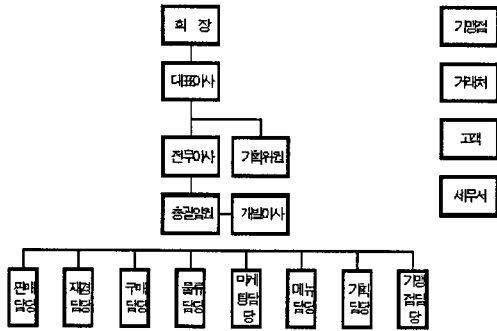 회 장
가맹점
대표이사
거래처
전무이사
기획위원
고객
총괄임원
개발이사
세무서
판매
담당
재경
담당
구매
담당
물류
담당
마케
팅담
당
메뉴
담당
기획
담당
가맹
점담
당